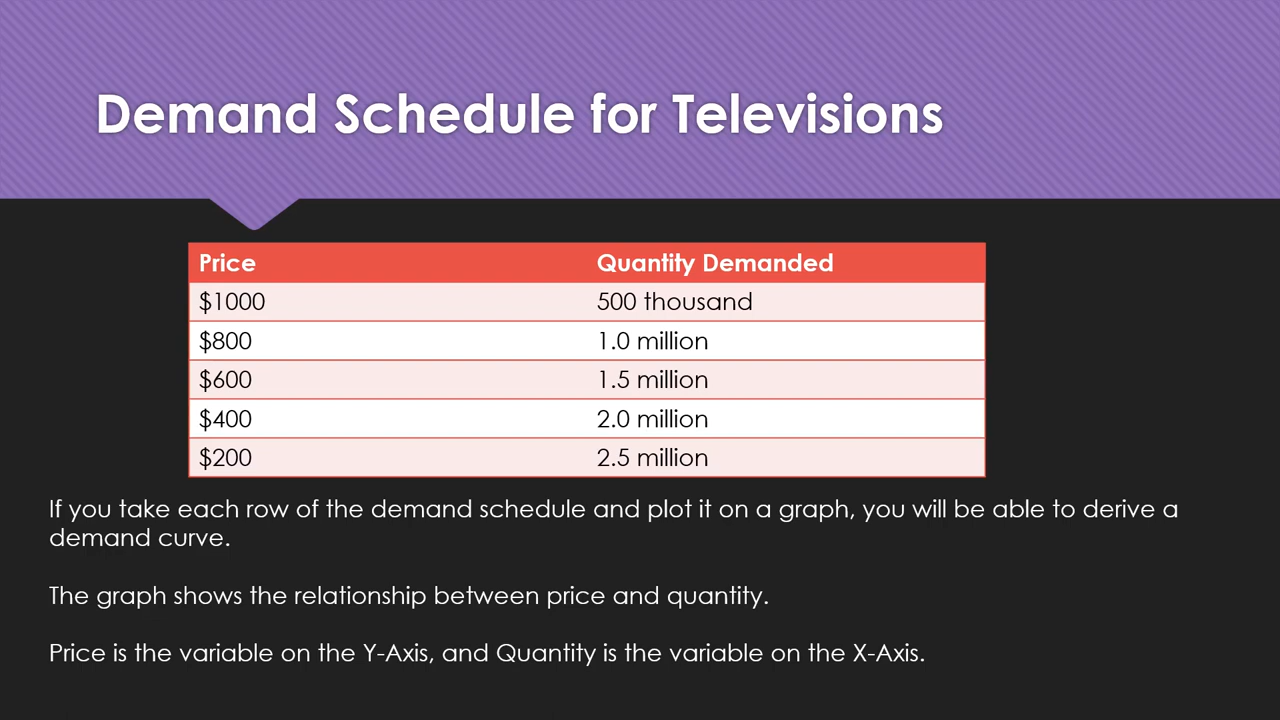 Demand Schedule for Televisions
Price Quantity Demanded
$1000 500 thousand
$800 1.0 million
$600 1.5 million
$400 2.0 million
$200 2.5 million
If you take each row of the demand schedule and plot it on a graph, you will be able to derive a
demand curve.
The graph shows the relationship between price and quantity.
Price is the variable on the Y-Axis, and Quantity is the variable on the X-Axis.